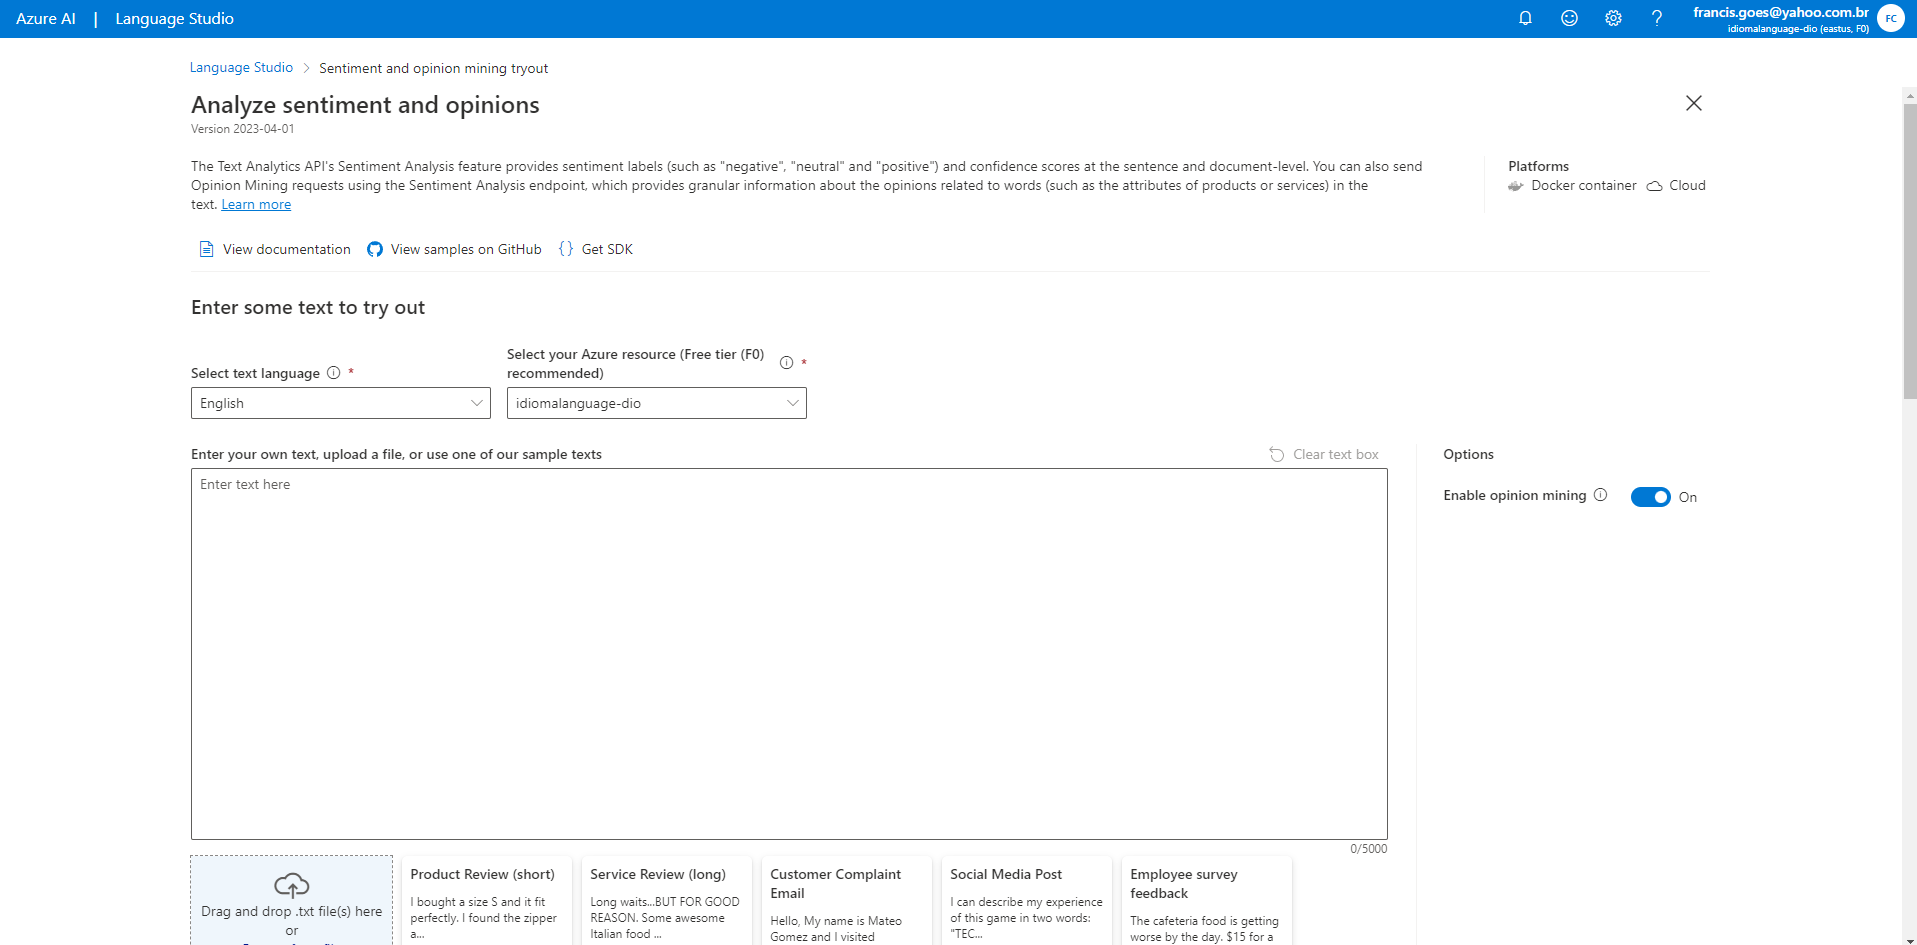 Azure AI | Language Studio
francis.goes@yahoo.com.br
idiomalanguage-dio (eastus, F0)
FC
Language Studio > Sentiment and opinion mining tryout
Analyze sentiment and opinions
Version 2023-04-01
The Text Analytics API's Sentiment Analysis feature provides sentiment labels (such as "negative", "neutral" and "positive") and confidence scores at the sentence and document-level. You can also send
Opinion Mining requests using the Sentiment Analysis endpoint, which provides granular information about the opinions related to words (such as the attributes of products or services) in the
text. Learn more
Platforms
Docker container Cloud
View documentation View samples on GitHub {} Get SDK
Enter some text to try out
Select text language *
English
Select your Azure resource (Free tier (F0)
recommended) *
idiomalanguage-dio
Enter your own text, upload a file, or use one of our sample texts
Clear text box
Enter text here
0/5000
Options
Enable opinion mining On
Drag and drop .txt file(s) here
or
Product Review (short)
I bought a size S and it fit
perfectly. I found the zipper
a...
Service Review (long)
Long waits...BUT FOR GOOD
REASON. Some awesome
Italian food ...
Customer Complaint
Email
Hello, My name is Mateo
Gomez and I visited
Social Media Post
I can describe my experience
of this game in two words:
"TEC...
Employee survey
feedback
The cafeteria food is getting
worse by the day. $15 for a